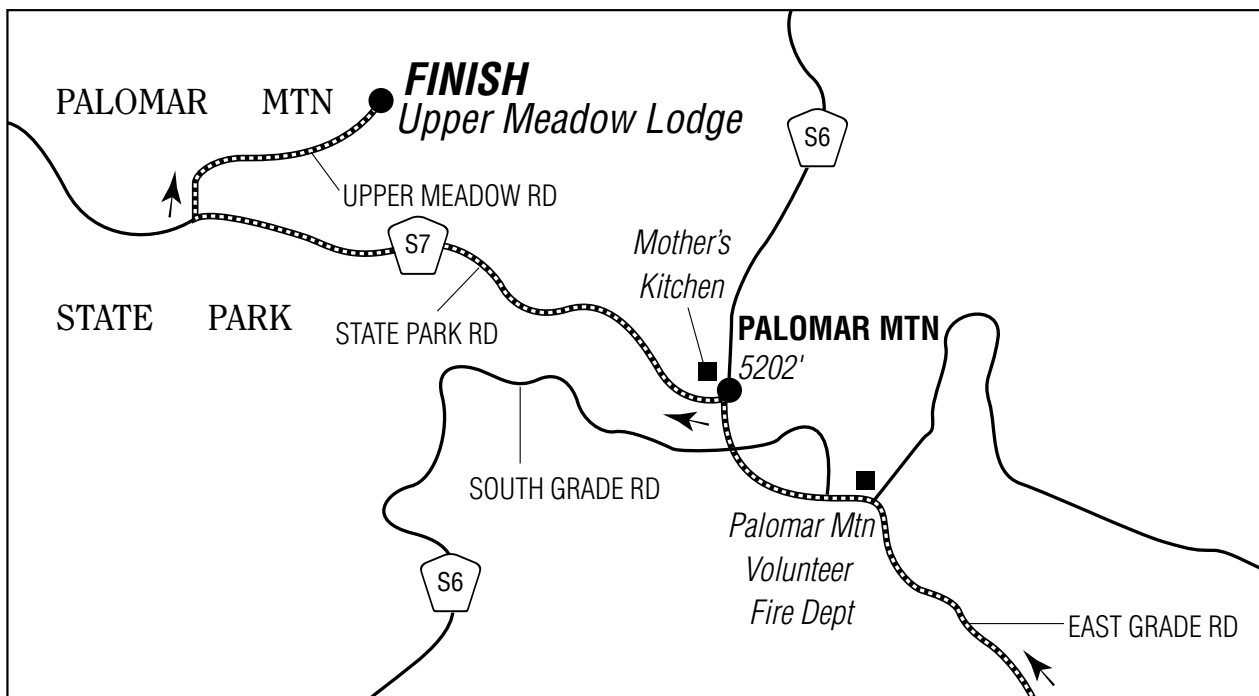 PALOMAR MTN
STATE PARK
FINISH
Upper Meadow Lodge
S6
UPPER MEADOW RD
S7
STATE PARK RD
Mother's
Kitchen
PALOMAR MTN
5202'
SOUTH GRADE RD
Palomar Mtn
Volunteer
Fire Dept
S6
EAST GRADE RD